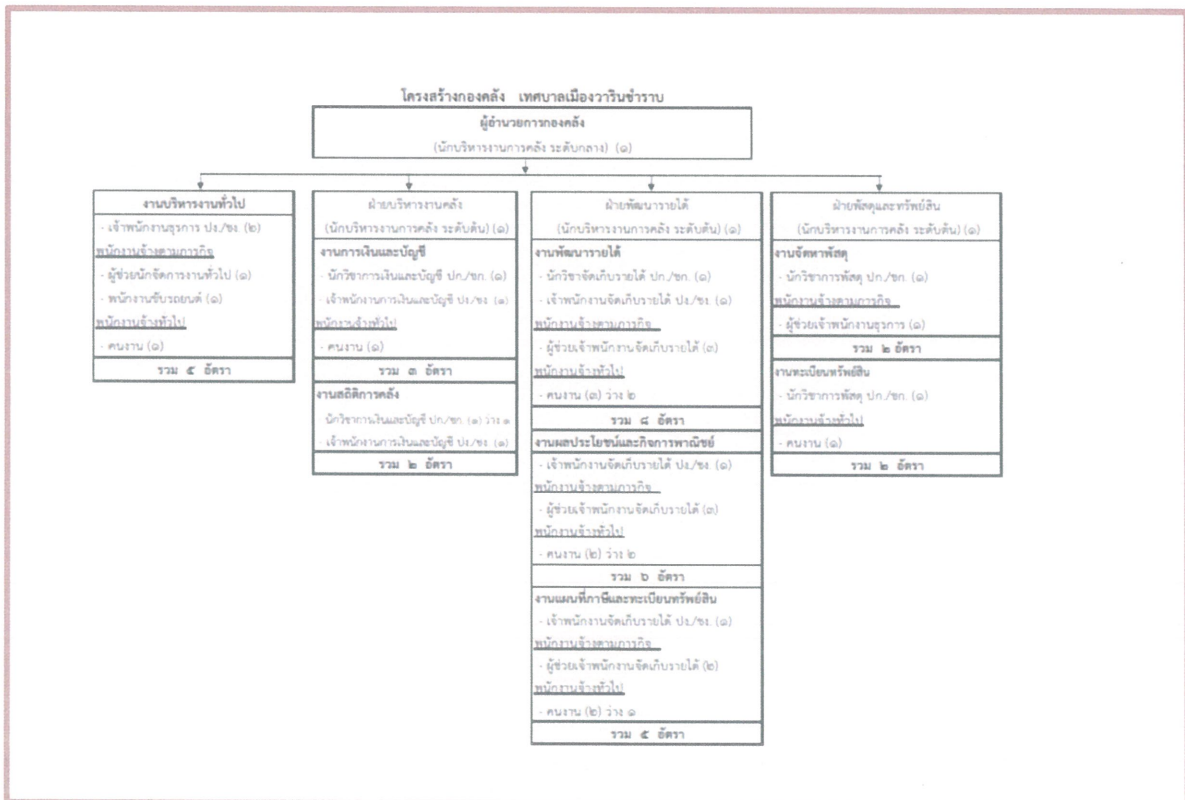 โครงสร้างกองคลัง เทศบาลเมืองวารินชำราบ
ผู้อำนวยการกองคลัง
(นักบริหารงานการคลัง ระดับกลาง) (๑)
งานบริหารงานทั่วไป
- เจ้าพนักงานธุรการ ปง./ชง. (๒)
พนักงานจ้างตามภารกิจ
- ผู้ช่วยนักจัดการงานทั่วไป (๑)
- พนักงานขับรถยนต์ (๑)
พนักงานจ้างทั่วไป
- คนงาน (๑)
รวม ๕ อัตรา
ฝ่ายบริหารงานคลัง
(นักบริหารงานการคลัง ระดับต้น) (๑)
งานการเงินและบัญชี
- นักวิชาการเงินและบัญชี ปก./ชก. (๑)
- เจ้าพนักงานการเงินและบัญชี ปง./ชง. (๑)
พนักงานจ้างทั่วไป
- คนงาน (๑)
รวม ๓ อัตรา
งานสถิติการคลัง
นักวิชาการเงินและบัญชี ปก./ชก. (๑) ว่าง ๑
- เจ้าพนักงานการเงินและบัญชี ปง./ชง. (๑)
รวม ๒ อัตรา
ฝ่ายพัฒนารายได้
(นักบริหารงานการคลัง ระดับต้น) (๑)
งานพัฒนารายได้
- นักวิชาจัดเก็บรายได้ ปก./ชก. (๑)
- เจ้าพนักงานจัดเก็บรายได้ ปง./ชง. (๑)
พนักงานจ้างตามภารกิจ
- ผู้ช่วยเจ้าพนักงานจัดเก็บรายได้ (๓)
พนักงานจ้างทั่วไป
- คนงาน (๓) ว่าง ๒
รวม ๘ อัตรา
งานผลประโยชน์และกิจการพาณิชย์
- เจ้าพนักงานจัดเก็บรายได้ ปง./ชง. (๑)
พนักงานจ้างตามภารกิจ
- ผู้ช่วยเจ้าพนักงานจัดเก็บรายได้ (๓)
พนักงานจ้างทั่วไป
- คนงาน (๒) ว่าง ๒
รวม ๖ อัตรา
งานแผนที่ภาษีและทะเบียนทรัพย์สิน
- เจ้าพนักงานจัดเก็บรายได้ ปง./ชง. (๑)
พนักงานจ้างตามภารกิจ
- ผู้ช่วยเจ้าพนักงานจัดเก็บรายได้ (๒)
พนักงานจ้างทั่วไป
- คนงาน (๒) ว่าง ๑
รวม ๕ อัตรา
ฝ่ายพัสดุและทรัพย์สิน
(นักบริหารงานการคลัง ระดับต้น) (๑)
งานจัดหาพัสดุ
- นักวิชาการพัสดุ ปก./ชก. (๑)
พนักงานจ้างตามภารกิจ
- ผู้ช่วยเจ้าพนักงานธุรการ (๑)
รวม ๒ อัตรา
งานทะเบียนทรัพย์สิน
- นักวิชาการพัสดุ ปก./ชก. (๑)
พนักงานจ้างทั่วไป
- คนงาน (๑)
รวม ๒ อัตรา